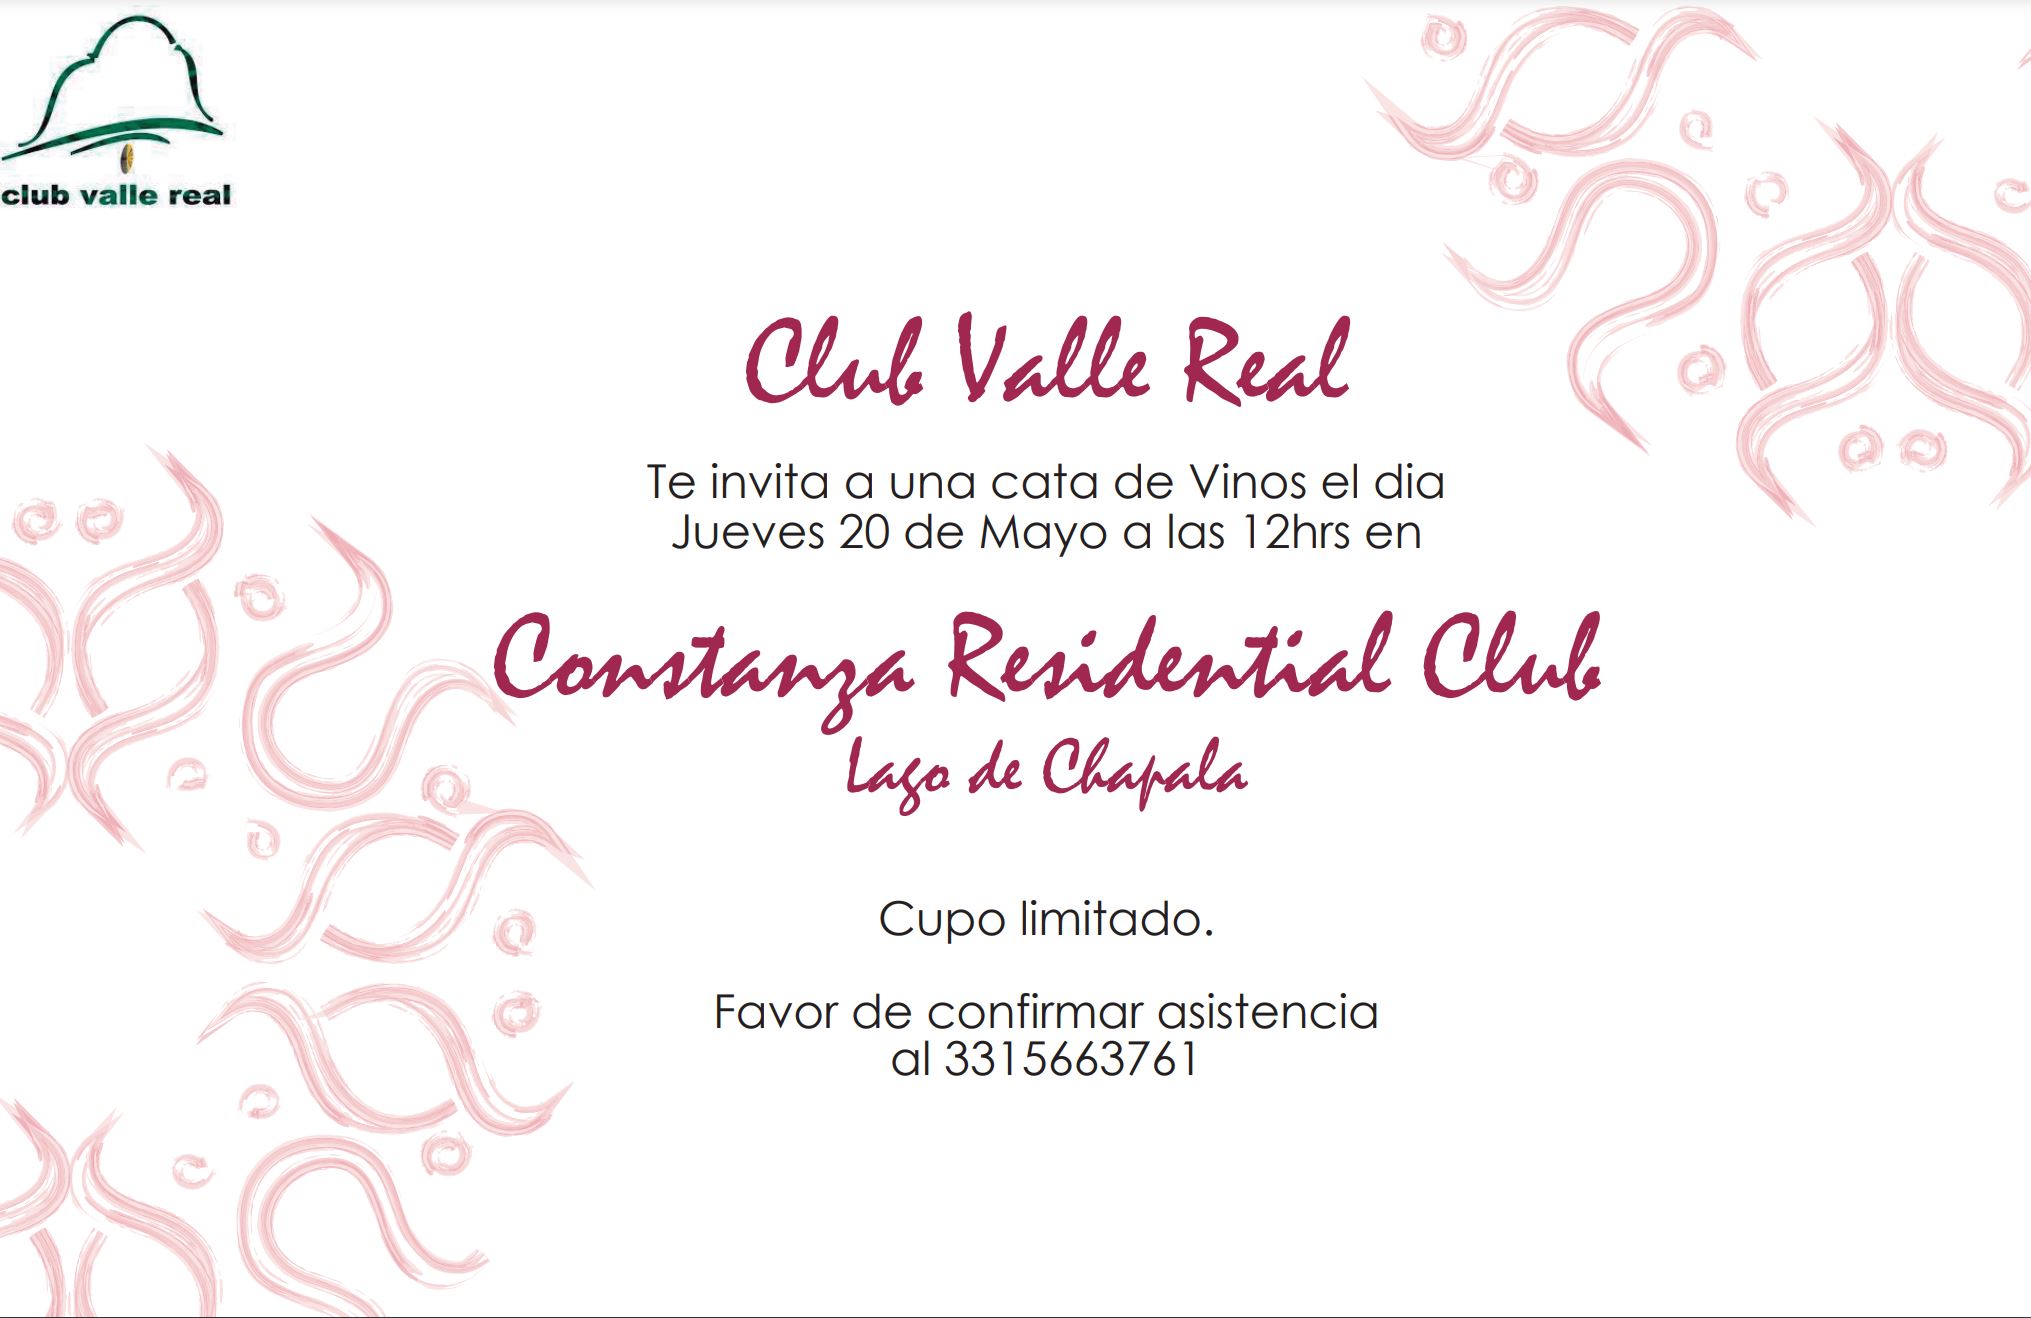 club valle real
Club Valle Real
Te invita a una cata de Vinos el dia
Jueves 20 de Mayo a las 12hrs en
Constanza Residential Club
Lago de Chapala
Cupo limitado.
Favor de confirmar asistencia
al 3315663761